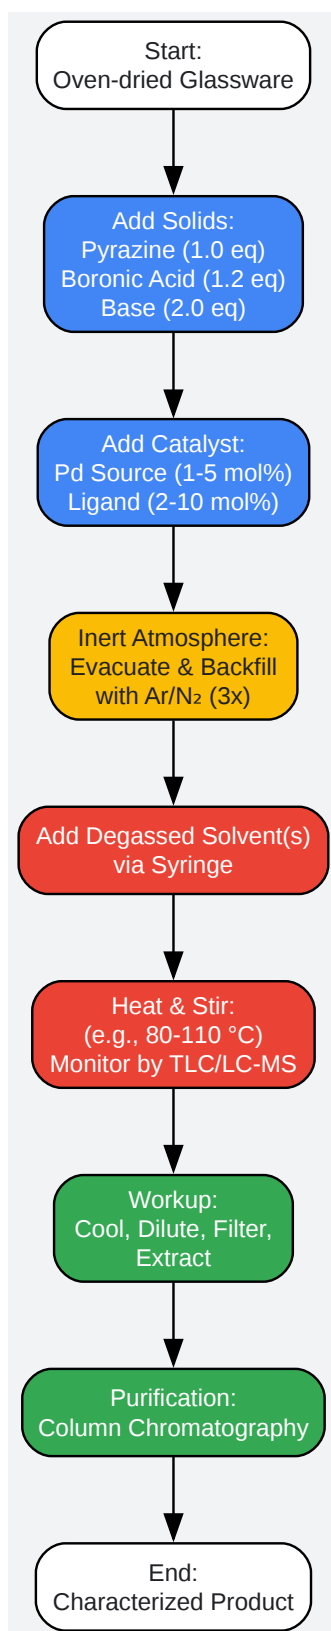 Start:
Oven-dried Glassware
Add Solids:
Pyrazine (1.0 eq)
Boronic Acid (1.2 eq)
Base (2.0 eq)
Add Catalyst:
Pd Source (1-5 mol%)
Ligand (2-10 mol%)
Inert Atmosphere:
Evacuate & Backfill
with Ar/N₂ (3x)
Add Degassed Solvent(s)
via Syringe
Heat & Stir:
(e.g., 80-110 °C)
Monitor by TLC/LC-MS
Workup:
Cool, Dilute, Filter,
Extract
Purification:
Column Chromatography
End:
Characterized Product